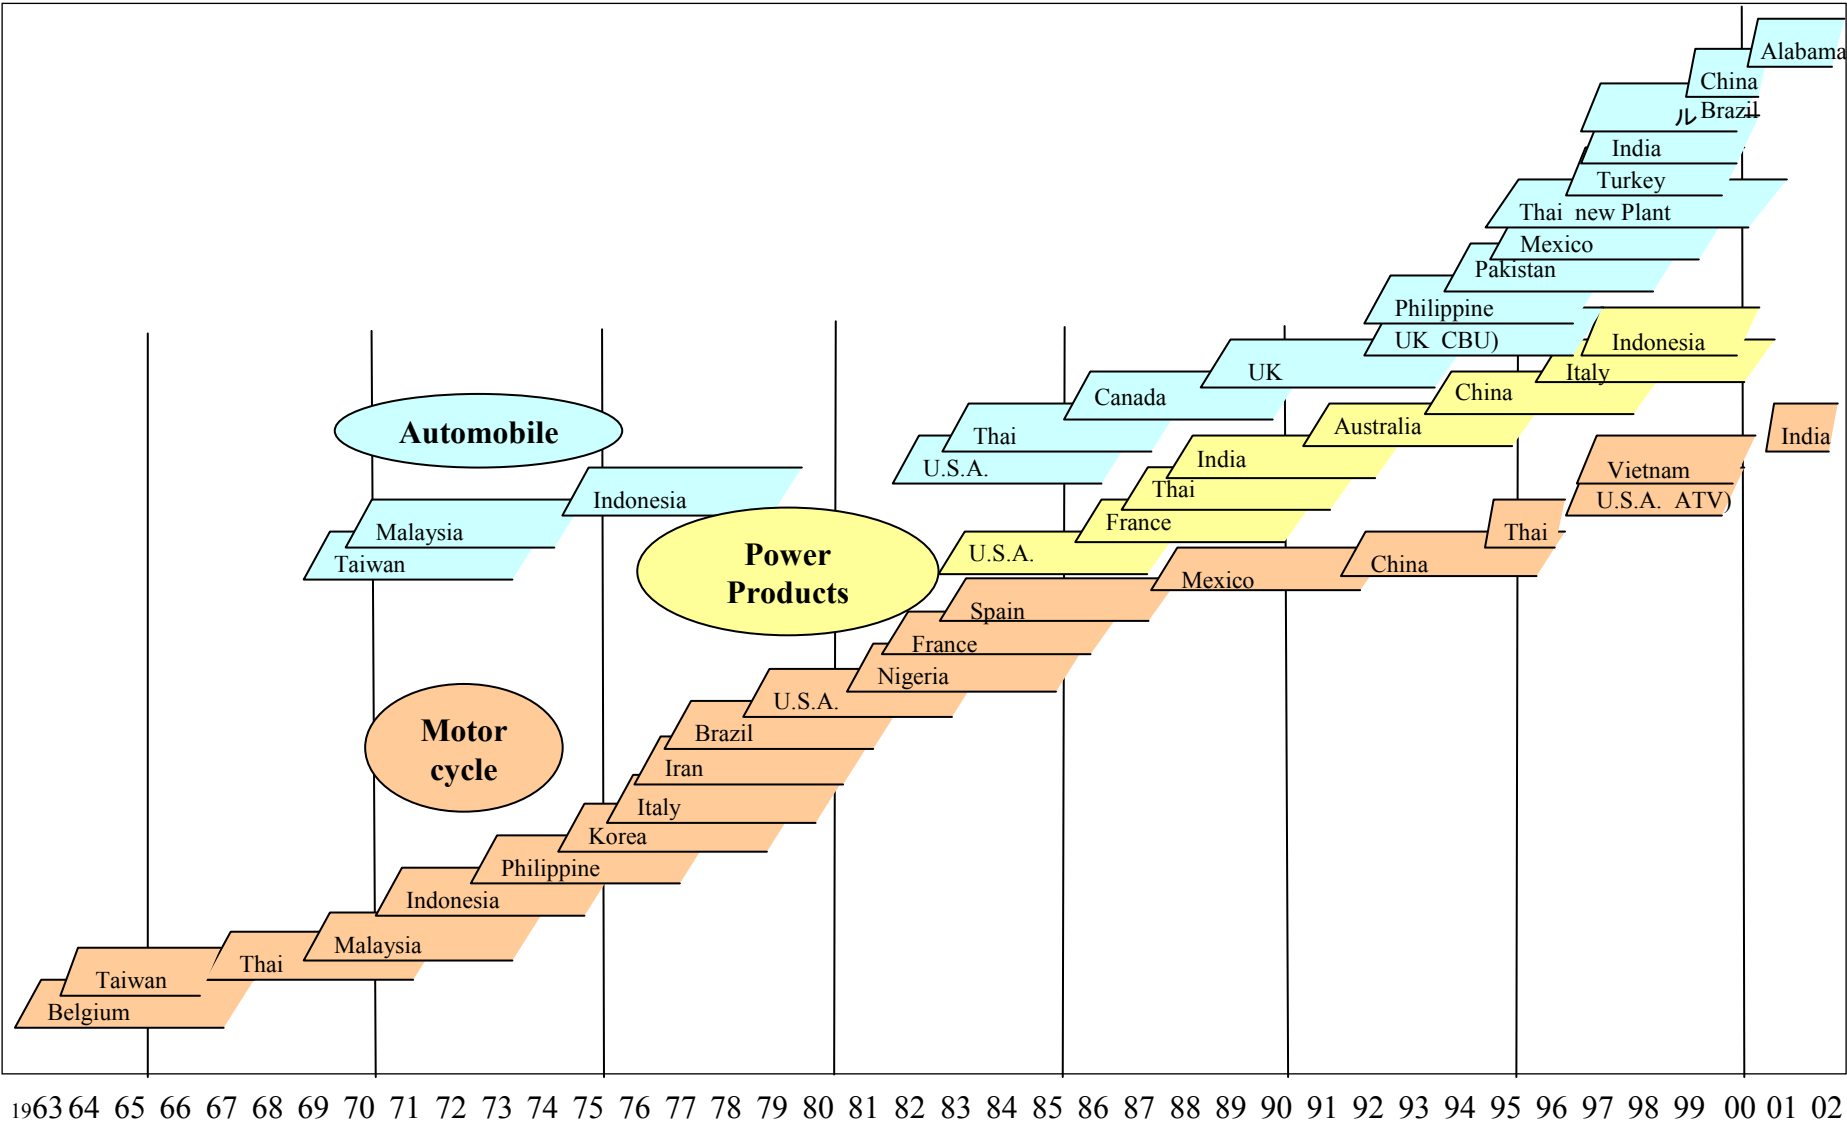 Alabama
China
ル Brazil
India
Turkey
Thai new Plant
Mexico
Pakistan
Philippine
UK CBU)
Indonesia
Italy
UK
China
Canada
Australia
India
Automobile
Thai
U.S.A.
India
Vietnam
Indonesia
Thai
U.S.A. ATV)
Malaysia
France
Thai
Taiwan
Power
Products
U.S.A.
China
Mexico
Spain
France
Nigeria
Motor
cycle
U.S.A.
Brazil
Iran
Italy
Korea
Philippine
Indonesia
Malaysia
Thai
Taiwan
Belgium
1963 64 65 66 67 68 69 70 71 72 73 74 75 76 77 78 79 80 81 82 83 84 85 86 87 88 89 90 91 92 93 94 95 96 97 98 99 00 01 02